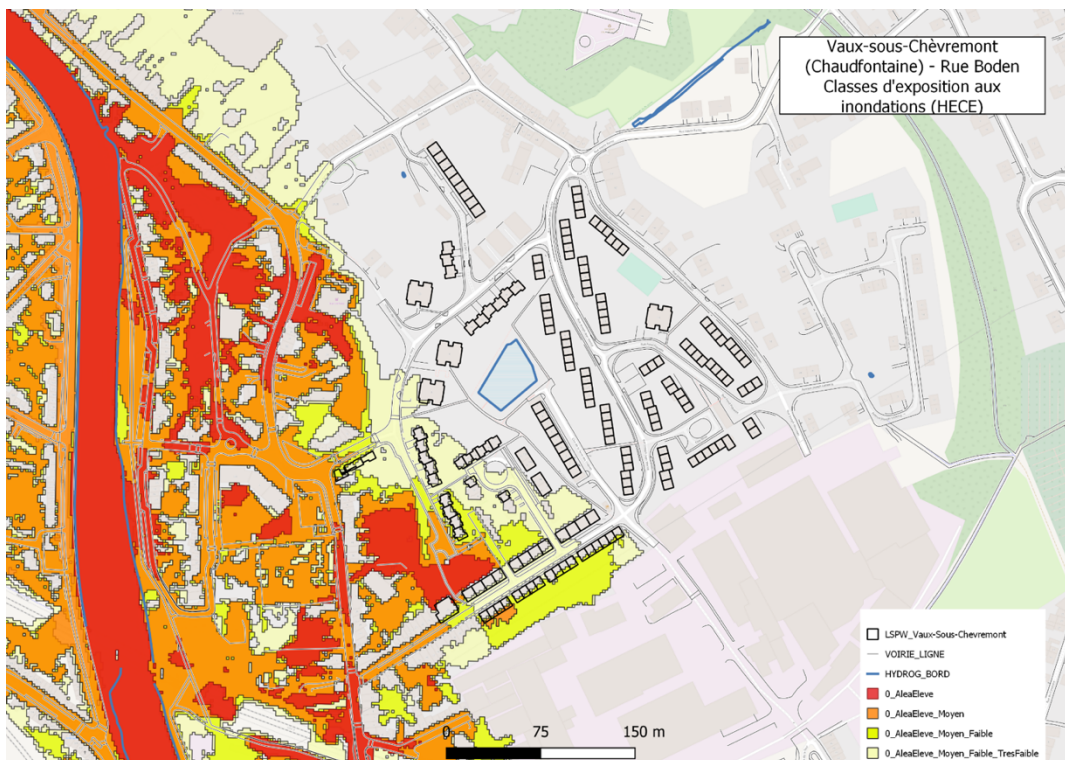 Vaux-sous-Chèvremont
(Chaudfontaine) - Rue Boden
Classes d'exposition aux
inondations (HECE)
LSPW_Vaux-Sous-Chevremont
VOIRIE_LIGNE
HYDROG_BORD
0_AleaEleve
0_AleaEleve_Moyen
0_AleaEleve_Moyen_Faible
0_AleaEleve_Moyen_Faible_TresFaible
0 75 150 m